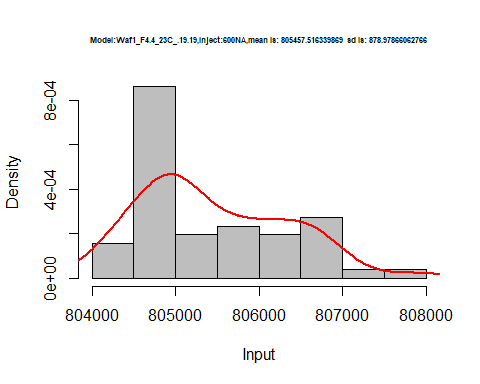 Model:Waf1_F4.4_23C_.19.19,Inject:600NA,mean is: 805457.516339869 sd is: 878.97866062766
Density
8e-04
4e-04
0e+00
804000 805000 806000 807000 808000
Input